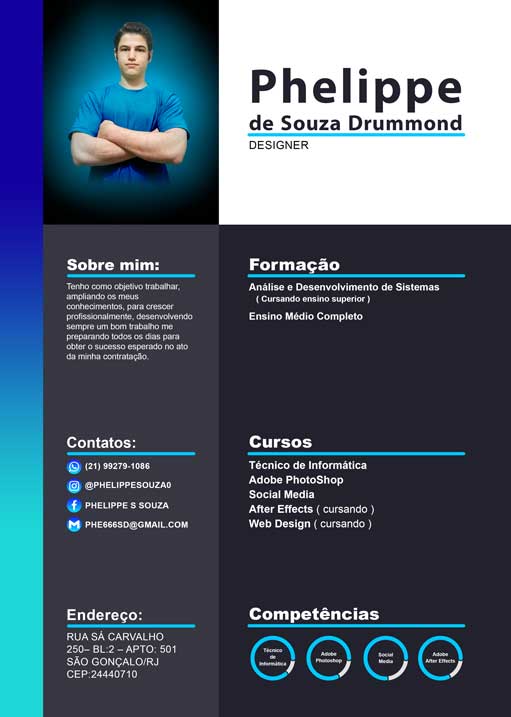 Phelippe
de Souza Drummond
DESIGNER
Sobre mim:
Tenho como objetivo trabalhar,
ampliando os meus
conhecimentos, para crescer
profissionalmente, desenvolvendo
sempre um bom trabalho me
preparando todos os dias para
obter o sucesso esperado no ato
da minha contratação.
Formação
Análise e Desenvolvimento de Sistemas
( Cursando ensino superior )
Ensino Médio Completo
Contatos:
(21) 99279-1086
@PHELIPPESOUZA0
PHELIPPE S SOUZA
PHE666SD@GMAIL.COM
Cursos
Técnico de Informática
Adobe PhotoShop
Social Media
After Effects ( cursando )
Web Design ( cursando )
Endereço:
RUA SÁ CARVALHO
250– BL:2 – APTO: 501
SÃO GONÇALO/RJ
CEP:24440710
Competências
Técnico
de
Informática
Adobe
Photoshop
Social
Media
Adobe
After Effects